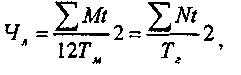 Ч_л = ∑Mt / 12T_м 2 = ∑Nt / T_г 2 ,